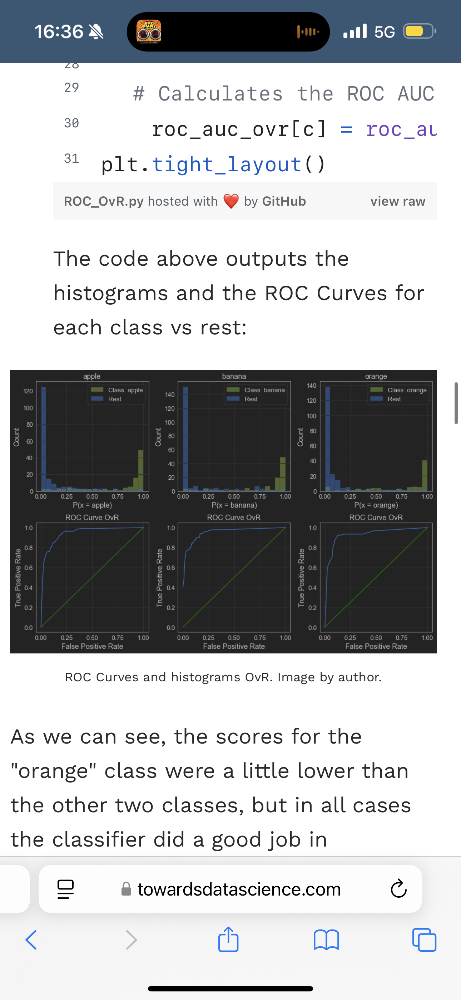 16:36
5G
28
29 # Calculates the ROC AUC
30 roc_auc_ovr[c] = roc_au
31 plt.tight_layout()
ROC_OvR.py hosted with ❤ by GitHub view raw
The code above outputs the
histograms and the ROC Curves for
each class vs rest:
apple banana orange
Class: apple
Rest
120
100
80
60
40
20
0
Count
0.00 0.25 0.50 0.75 1.00
P(x = apple)
Class: banana
Rest
140
120
100
80
60
40
20
0
Count
0.00 0.25 0.50 0.75 1.00
P(x = banana)
Class: orange
Rest
140
120
100
80
60
40
20
0
Count
0.00 0.25 0.50 0.75 1.00
P(x = orange)
ROC Curve OvR
1.0
0.8
0.6
0.4
0.2
0.0
True Positive Rate
0.00 0.25 0.50 0.75 1.00
False Positive Rate
ROC Curve OvR
1.0
0.8
0.6
0.4
0.2
0.0
True Positive Rate
0.00 0.25 0.50 0.75 1.00
False Positive Rate
ROC Curve OvR
1.0
0.8
0.6
0.4
0.2
0.0
True Positive Rate
0.00 0.25 0.50 0.75 1.00
False Positive Rate
ROC Curves and histograms OvR. Image by author.
As we can see, the scores for the
"orange" class were a little lower than
the other two classes, but in all cases
the classifier did a good job in
towardsdatascience.com